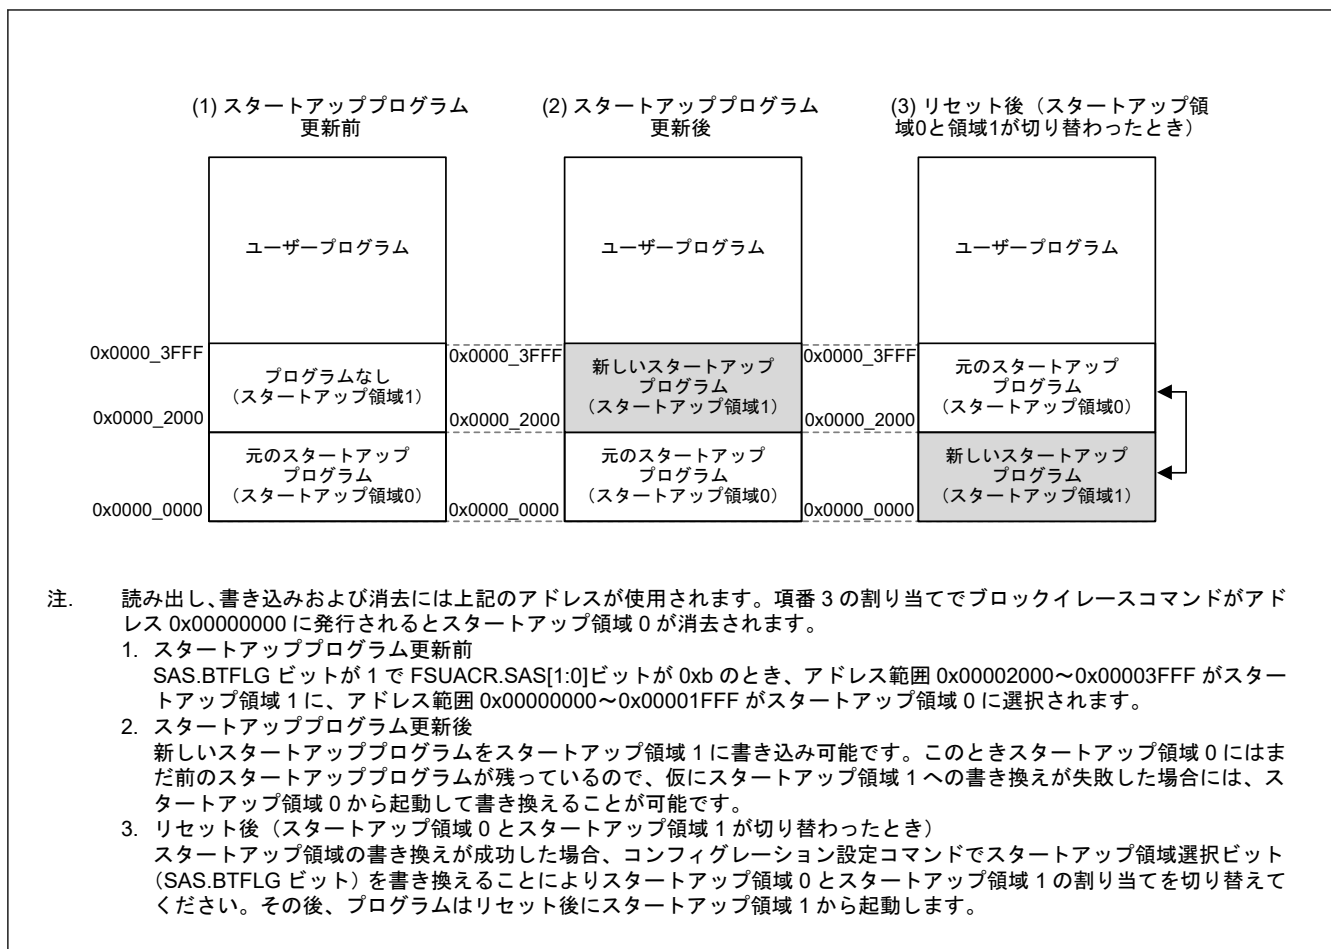 (1) スタートアッププログラム
更新前
(2) スタートアッププログラム
更新後
(3) リセット後（スタートアップ領
域0と領域1が切り替わったとき）
ユーザープログラム
ユーザープログラム
ユーザープログラム
0x0000_3FFF
0x0000_3FFF
0x0000_3FFF
プログラムなし
（スタートアップ領域1）
新しいスタートアップ
プログラム
（スタートアップ領域1）
元のスタートアップ
プログラム
（スタートアップ領域0）
0x0000_2000
0x0000_2000
0x0000_2000
元のスタートアップ
プログラム
（スタートアップ領域0）
元のスタートアップ
プログラム
（スタートアップ領域0）
新しいスタートアップ
プログラム
（スタートアップ領域1）
0x0000_0000
0x0000_0000
0x0000_0000
注. 読み出し、書き込みおよび消去には上記のアドレスが使用されます。項番 3 の割り当てでブロックイレースコマンドがアド
レス 0x00000000 に発行されるとスタートアップ領域 0 が消去されます。
1. スタートアッププログラム更新前
SAS.BTFLG ビットが 1 で FSUACR.SAS[1:0]ビットが 0xb のとき、アドレス範囲 0x00002000～0x00003FFF がスター
トアップ領域 1 に、アドレス範囲 0x00000000～0x00001FFF がスタートアップ領域 0 に選択されます。
2. スタートアッププログラム更新後
新しいスタートアッププログラムをスタートアップ領域 1 に書き込み可能です。このときスタートアップ領域 0 にはま
だ前のスタートアッププログラムが残っているので、仮にスタートアップ領域 1 への書き換えが失敗した場合には、ス
タートアップ領域 0 から起動して書き換えることが可能です。
3. リセット後（スタートアップ領域 0 とスタートアップ領域 1 が切り替わったとき）
スタートアップ領域の書き換えが成功した場合、コンフィグレーション設定コマンドでスタートアップ領域選択ビット
（SAS.BTFLG ビット）を書き換えることによりスタートアップ領域 0 とスタートアップ領域 1 の割り当てを切り替えて
ください。その後、プログラムはリセット後にスタートアップ領域 1 から起動します。